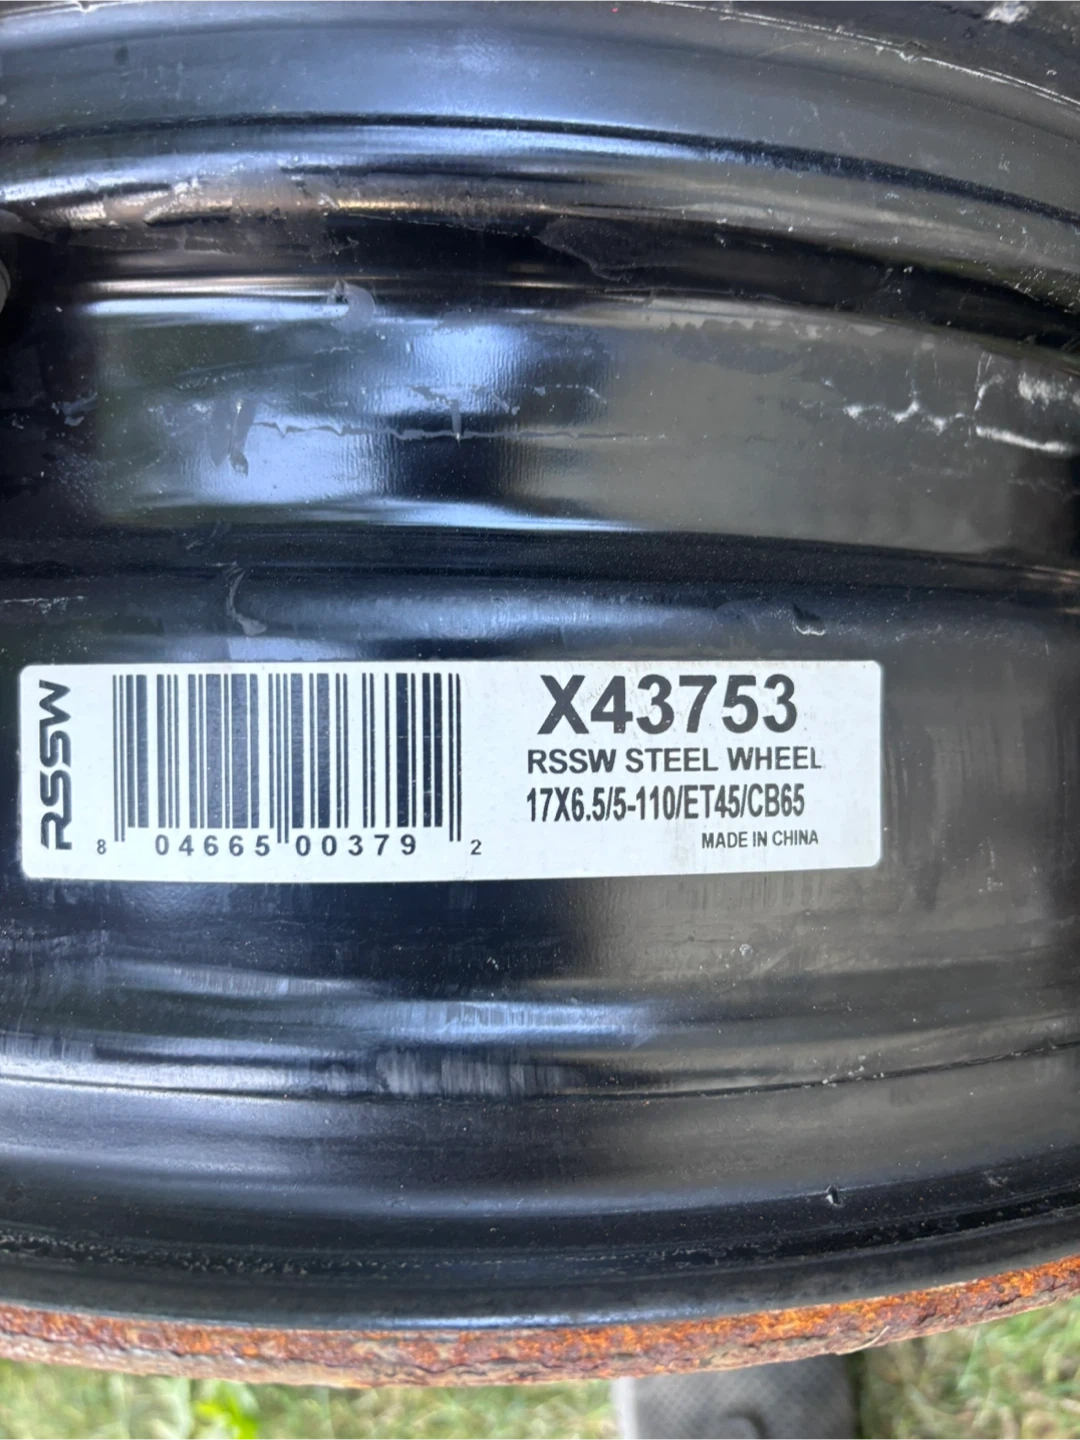 RSSW
8 04665 00379 2
X43753
RSSW STEEL WHEEL
17X6.5/5-110/ET45/CB65
MADE IN CHINA